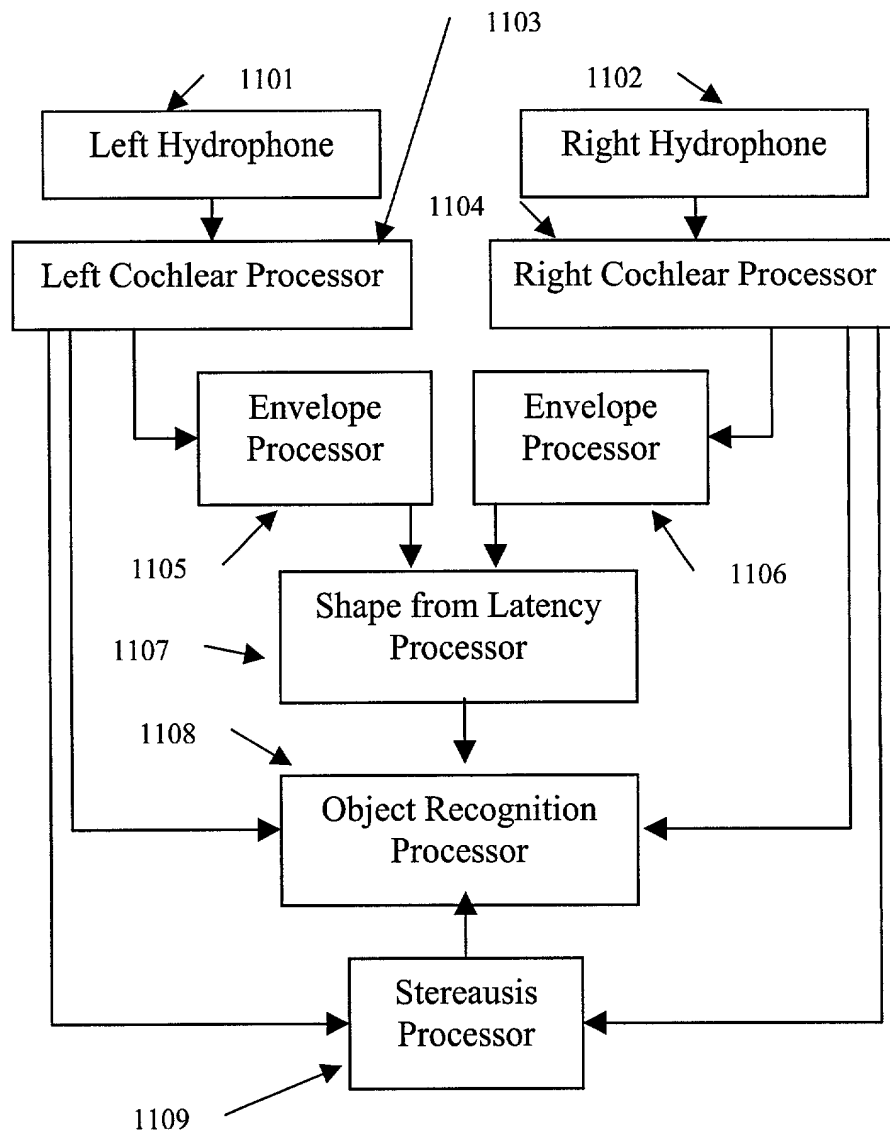 1103
1101
1102
Left Hydrophone
Right Hydrophone
1104
Left Cochlear Processor
Right Cochlear Processor
Envelope
Processor
Envelope
Processor
1105
1106
Shape from Latency
Processor
1107
1108
Object Recognition
Processor
Stereausis
Processor
1109